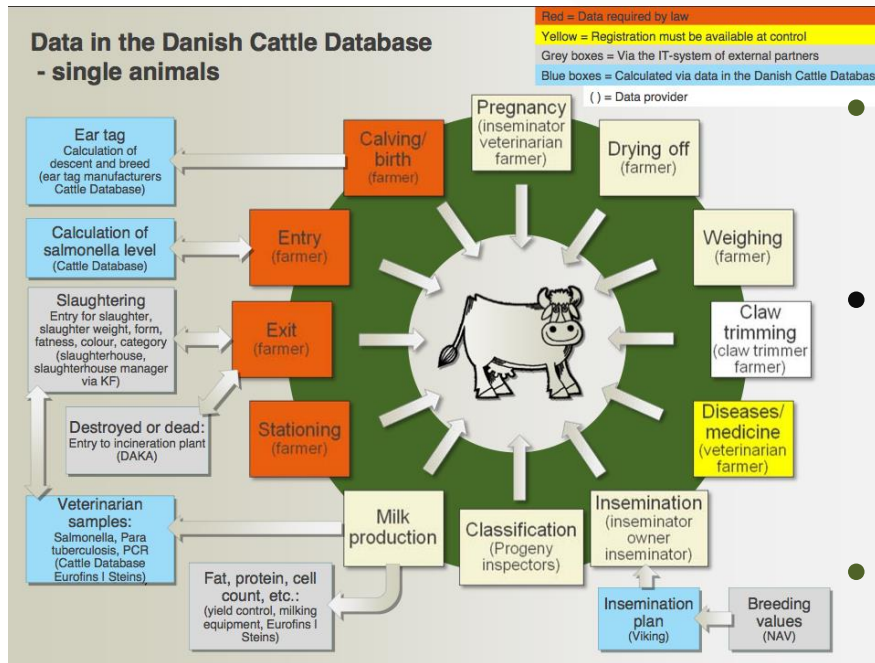 Data in the Danish Cattle Database
- single animals
Red = Data required by law
Yellow = Registration must be available at control
Grey boxes = Via the IT-system of external partners
Blue boxes = Calculated via data in the Danish Cattle Databas
( ) = Data provider
Ear tag
Calculation of
descent and breed
(ear tag manufacturers
Cattle Database)
Calving/
birth
(farmer)
Pregnancy
(inseminator
veterinarian
farmer)
Drying off
(farmer)
Calculation of
salmonella level
(Cattle Database)
Entry
(farmer)
Weighing
(farmer)
Slaughtering
Entry for slaughter,
slaughter weight, form,
fatness, colour, category
(slaughterhouse,
slaughterhouse manager
via KF)
Exit
(farmer)
Claw
trimming
(claw trimmer
farmer)
Destroyed or dead:
Entry to incineration plant
(DAKA)
Stationing
(farmer)
Diseases/
medicine
(veterinarian
farmer)
Veterinarian
samples:
Salmonella, Para
tuberculosis, PCR
(Cattle Database
Eurofins I Steins)
Milk
production
Classification
(Progeny
inspectors)
Insemination
(inseminator
owner
inseminator)
Fat, protein, cell
count, etc.:
(yield control, milking
equipment, Eurofins I
Steins)
Insemination
plan
(Viking)
Breeding
values
(NAV)